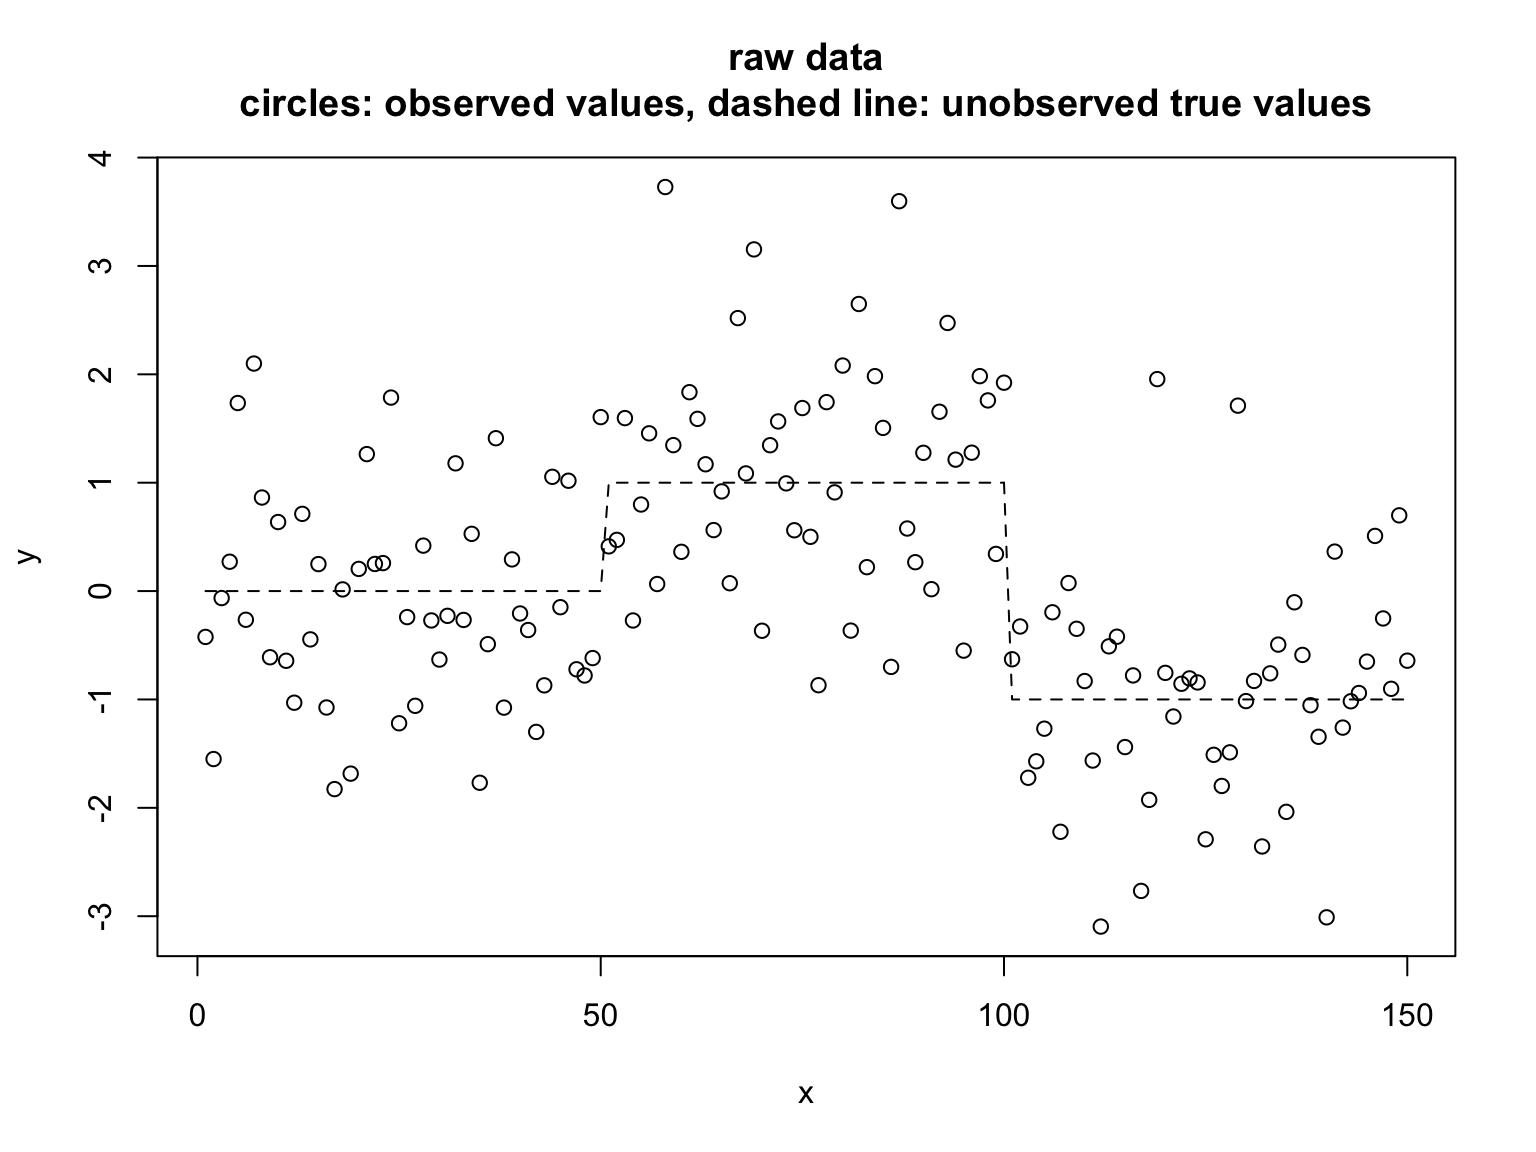 raw data
circles: observed values, dashed line: unobserved true values
4
3
2
1
0
-1
-2
-3
y
0 50 100 150
x